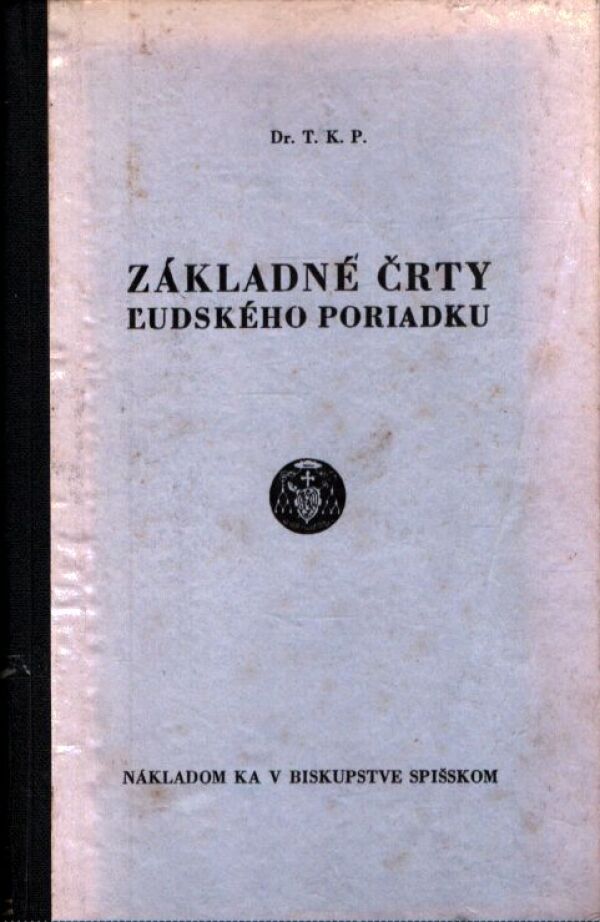 Dr. T. K. P.
ZÁKLADNÉ ČRTY
ĽUDSKÉHO PORIADKU
NÁKLADOM KA V BISKUPSTVE SPIŠSKOM